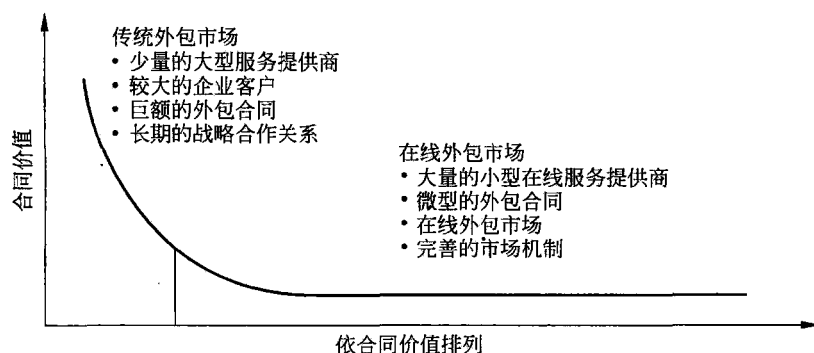 传统外包市场
• 少量的大型服务提供商
• 较大的企业客户
• 巨额的外包合同
• 长期的战略合作关系
在线外包市场
• 大量的小型在线服务提供商
• 微型的外包合同
• 在线外包市场
• 完善的市场机制
合同价值
依合同价值排列